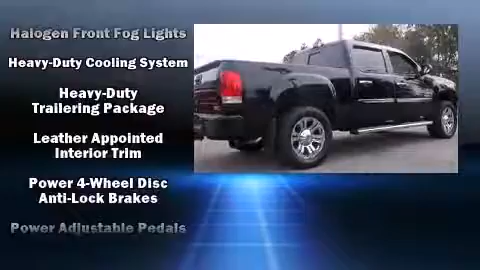 Halogen Front Fog Lights
Heavy-Duty Cooling System
Heavy-Duty
Trailering Package
Leather Appointed
Interior Trim
Power 4-Wheel Disc
Anti-Lock Brakes
Power Adjustable Pedals